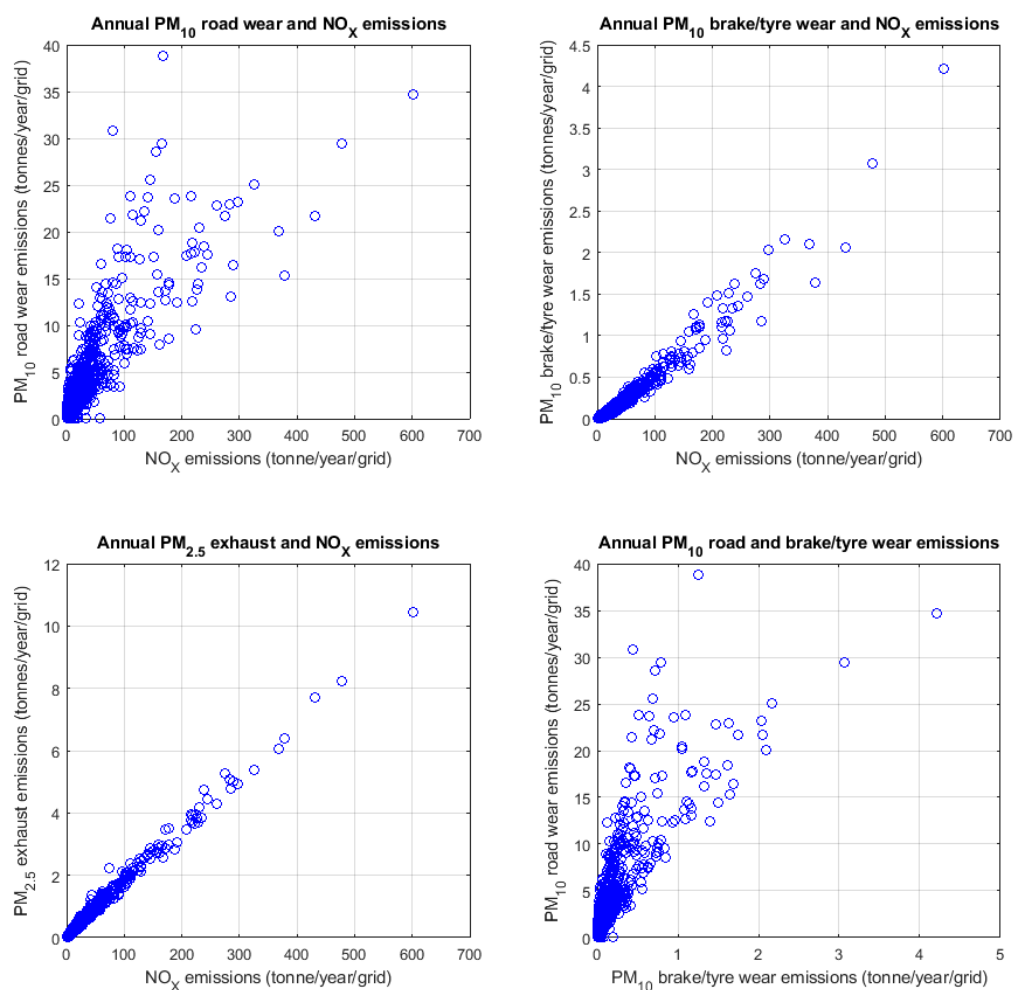 Annual PM10 road wear and NOX emissions
40
35
30
25
20
15
10
5
0
PM10 road wear emissions (tonnes/year/grid)
0 100 200 300 400 500 600 700
NOX emissions (tonne/year/grid)
Annual PM10 brake/tyre wear and NOX emissions
4.5
4
3.5
3
2.5
2
1.5
1
0.5
0
PM10 brake/tyre wear emissions (tonnes/year/grid)
0 100 200 300 400 500 600 700
NOX emissions (tonne/year/grid)
Annual PM2.5 exhaust and NOX emissions
12
10
8
6
4
2
0
PM2.5 exhaust emissions (tonnes/year/grid)
0 100 200 300 400 500 600 700
NOX emissions (tonne/year/grid)
Annual PM10 road and brake/tyre wear emissions
40
35
30
25
20
15
10
5
0
PM10 road wear emissions (tonnes/year/grid)
0 1 2 3 4 5
PM10 brake/tyre wear emissions (tonne/year/grid)